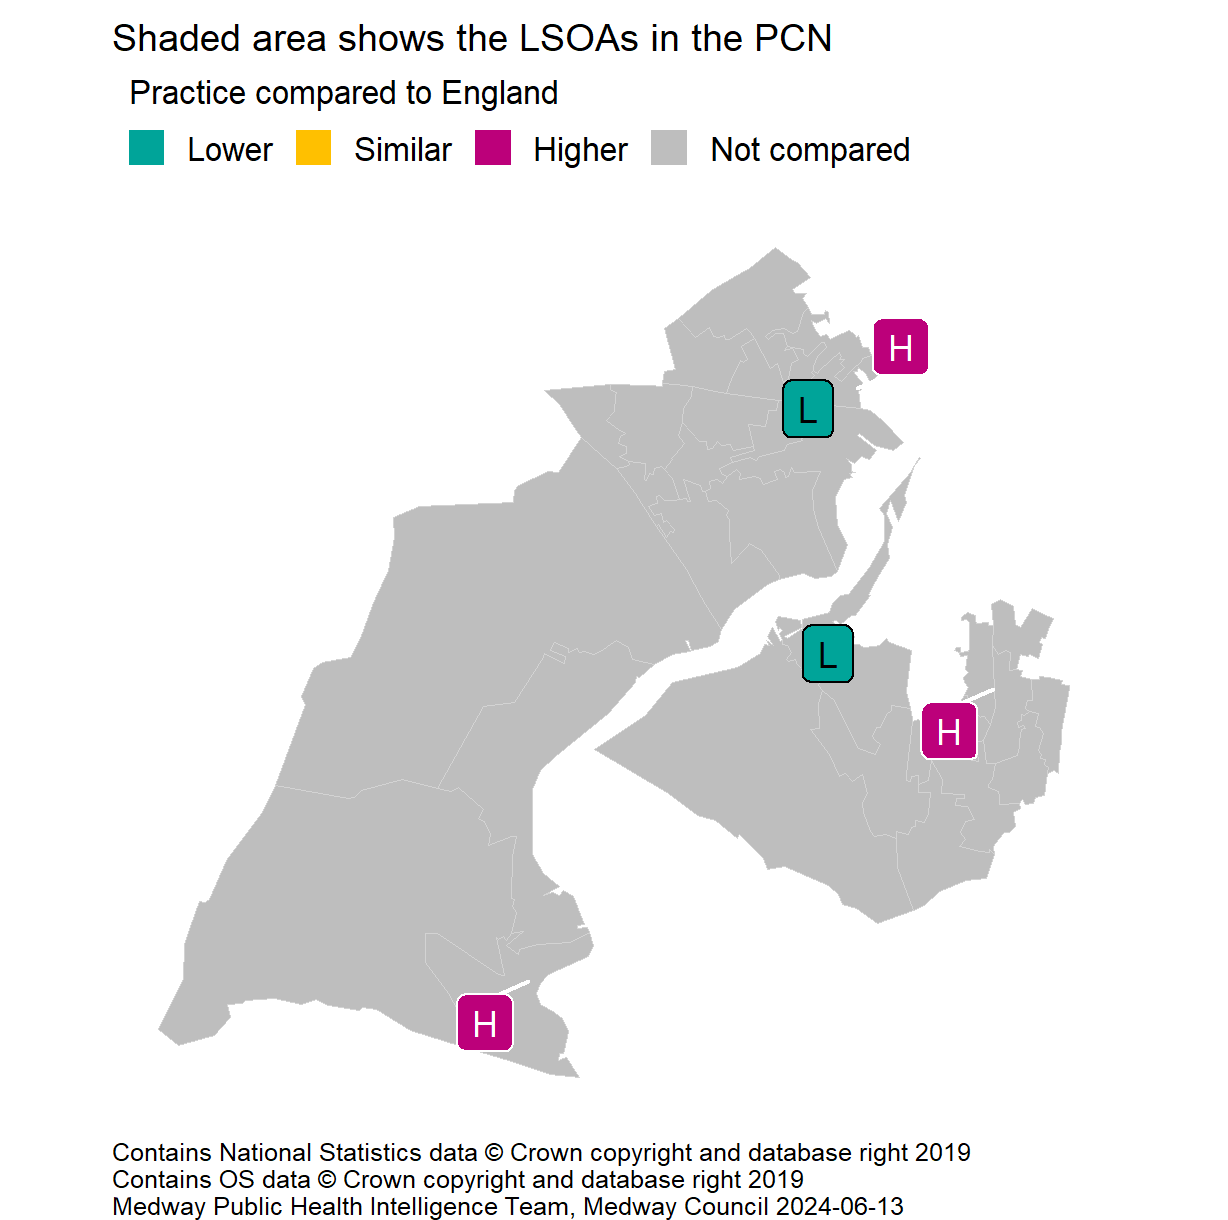 Shaded area shows the LSOAs in the PCN
Practice compared to England
Lower Similar Higher Not compared
H
L
L
H
H
Contains National Statistics data © Crown copyright and database right 2019
Contains OS data © Crown copyright and database right 2019
Medway Public Health Intelligence Team, Medway Council 2024-06-13